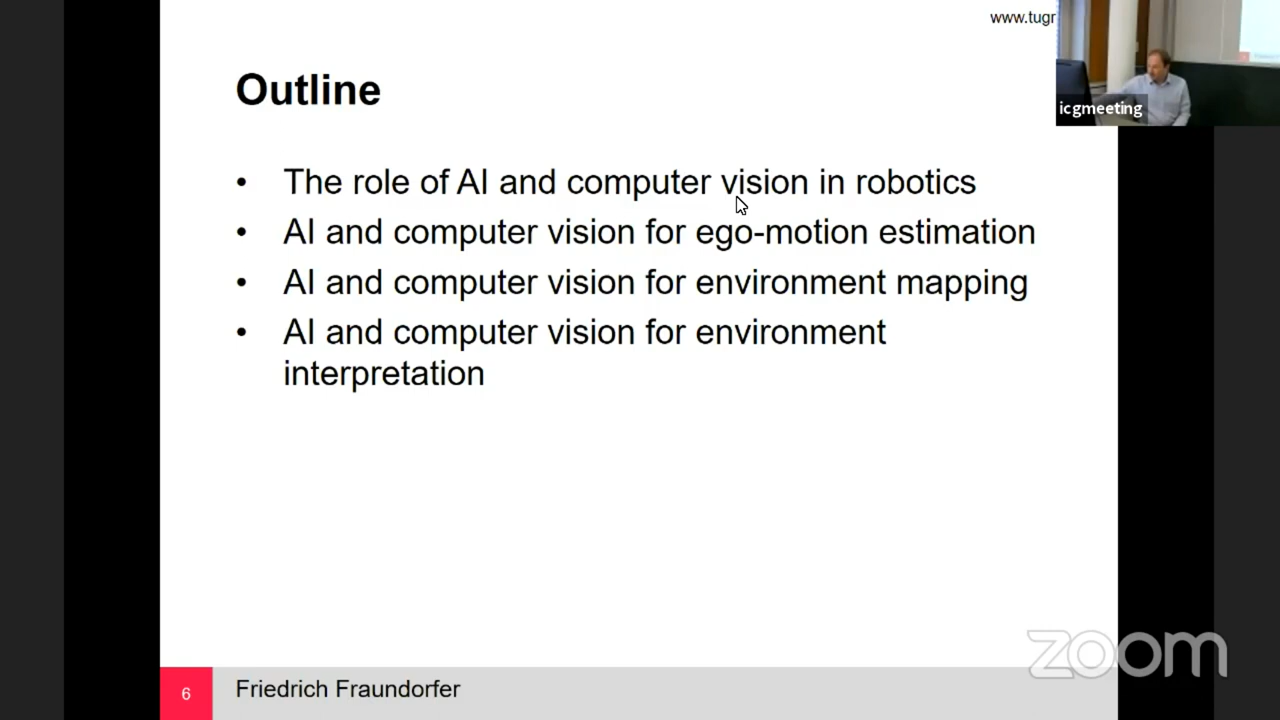 www.tugr
Outline
icgmeeting
• The role of AI and computer vision in robotics
• AI and computer vision for ego-motion estimation
• AI and computer vision for environment mapping
• AI and computer vision for environment
interpretation
zoom
6
Friedrich Fraundorfer